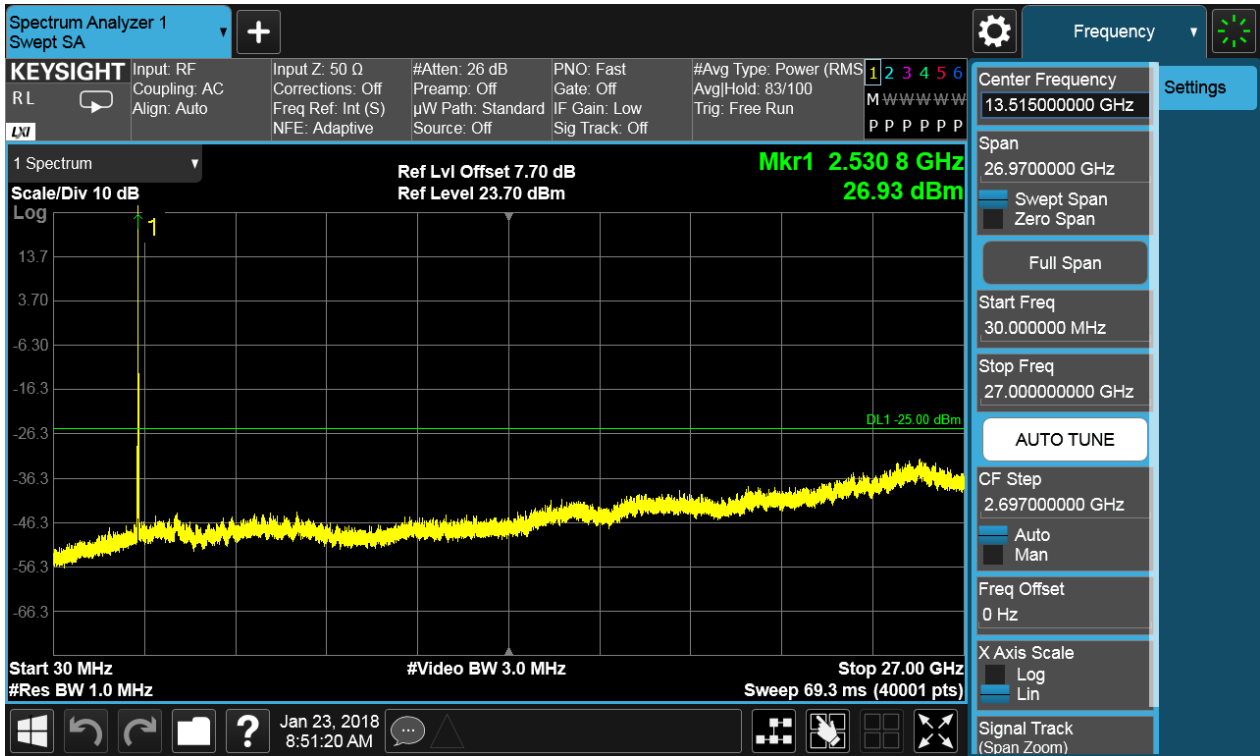 Spectrum Analyzer 1
Swept SA
Frequency
KEYSIGHT
R L
LXI
Input: RF
Coupling: AC
Align: Auto
Input Z: 50 Ω
Corrections: Off
Freq Ref: Int (S)
NFE: Adaptive
#Atten: 26 dB
Preamp: Off
µW Path: Standard
Source: Off
PNO: Fast
Gate: Off
IF Gain: Low
Sig Track: Off
#Avg Type: Power (RMS
Avg|Hold: 83/100
Trig: Free Run
1 2 3 4 5 6
M W W W W W
P P P P P P
1 Spectrum
Scale/Div 10 dB
Log
Ref Lvl Offset 7.70 dB
Ref Level 23.70 dBm
Mkr1 2.530 8 GHz
26.93 dBm
1
13.7
3.70
-6.30
-16.3
DL1 -25.00 dBm
-26.3
-36.3
-46.3
-56.3
-66.3
Start 30 MHz
#Res BW 1.0 MHz
#Video BW 3.0 MHz
Stop 27.00 GHz
Sweep 69.3 ms (40001 pts)
Center Frequency
13.515000000 GHz
Span
26.9700000 GHz
Swept Span
Zero Span
Full Span
Start Freq
30.000000 MHz
Stop Freq
27.000000000 GHz
AUTO TUNE
CF Step
2.697000000 GHz
Auto
Man
Freq Offset
0 Hz
X Axis Scale
Log
Lin
Signal Track
(Span Zoom)
Settings
?
Jan 23, 2018
8:51:20 AM